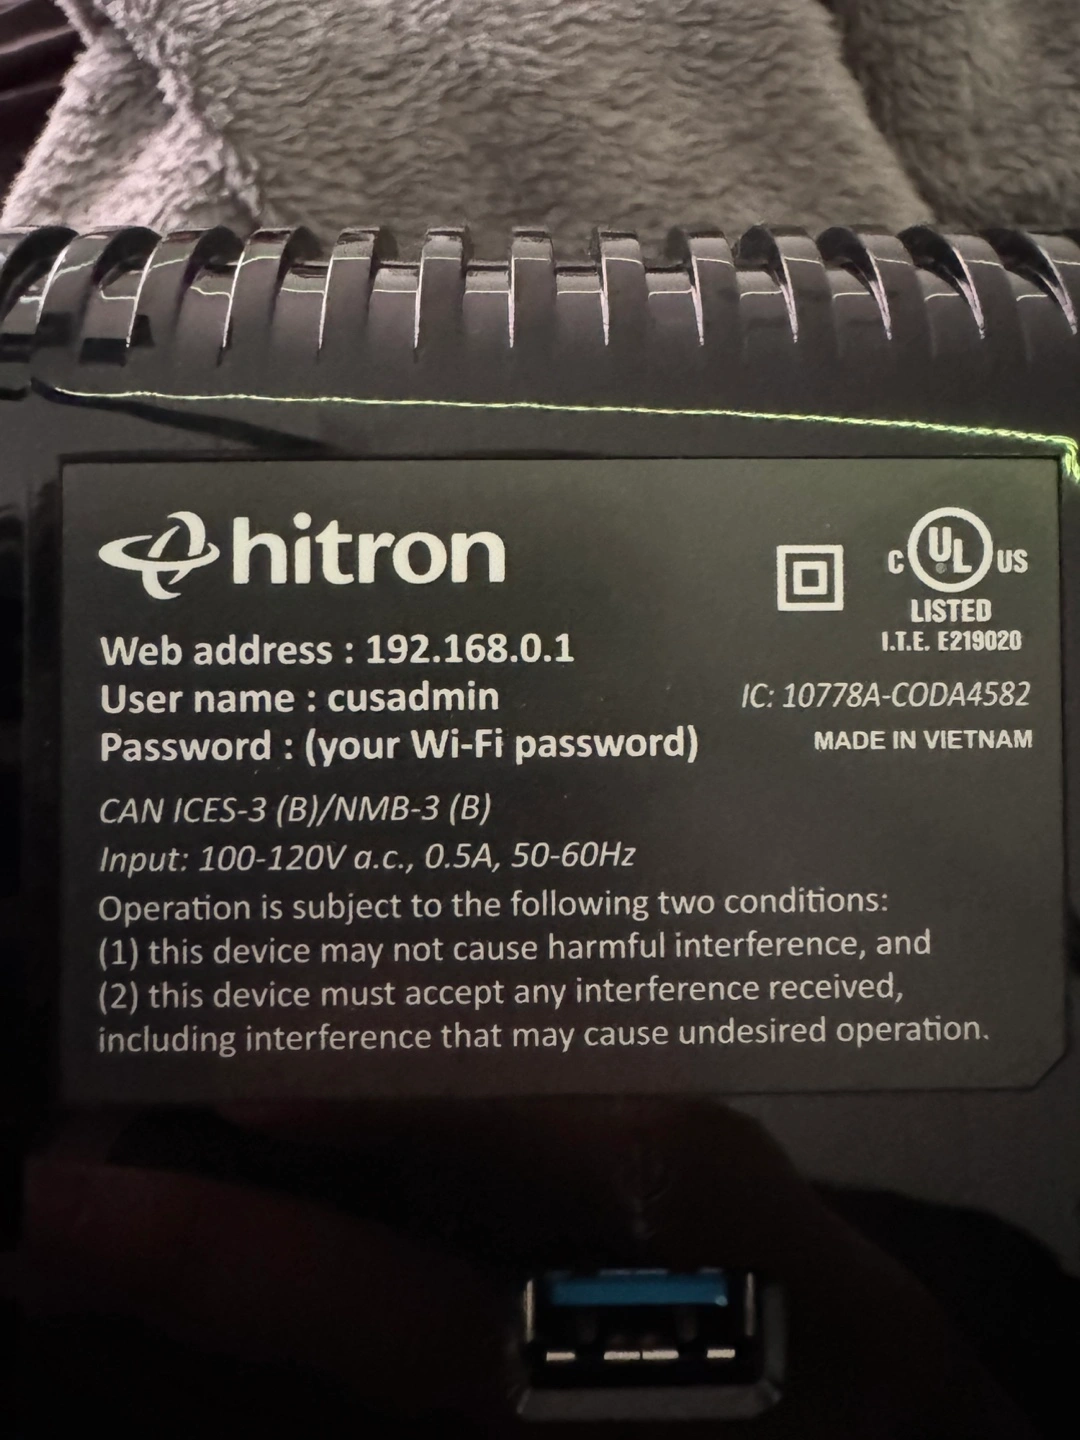 hitron
C UL US
LISTED
I.T.E. E219020
Web address : 192.168.0.1
User name : cusadmin
IC: 10778A-CODA4582
Password : (your Wi-Fi password)
MADE IN VIETNAM
CAN ICES-3 (B)/NMB-3 (B)
Input: 100-120V a.c., 0.5A, 50-60Hz
Operation is subject to the following two conditions:
(1) this device may not cause harmful interference, and
(2) this device must accept any interference received,
including interference that may cause undesired operation.